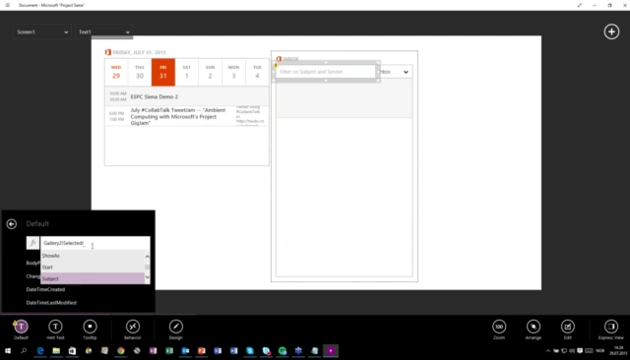 Document - Microsoft "Project Siena"
Screen1
Text1
FRIDAY, JULY 31, 2015
INBOX
WED THU FRI SAT SUN MON TUE
29 30 31 1 2 3 4
Filter on Subject and Sender
Inbox
ESPC Siena Demo 2
July #CollabTalk TweetJam -- "Ambient
Computing with Microsoft's Project
GigJam"
Default
Gallery2!Selected!
ShowAs
Start
Subject
DateTimeCreated
DateTimeLastModified
Default
Hint Text
Tooltip
Behavior
Design
Zoom
Arrange
Edit
Express View